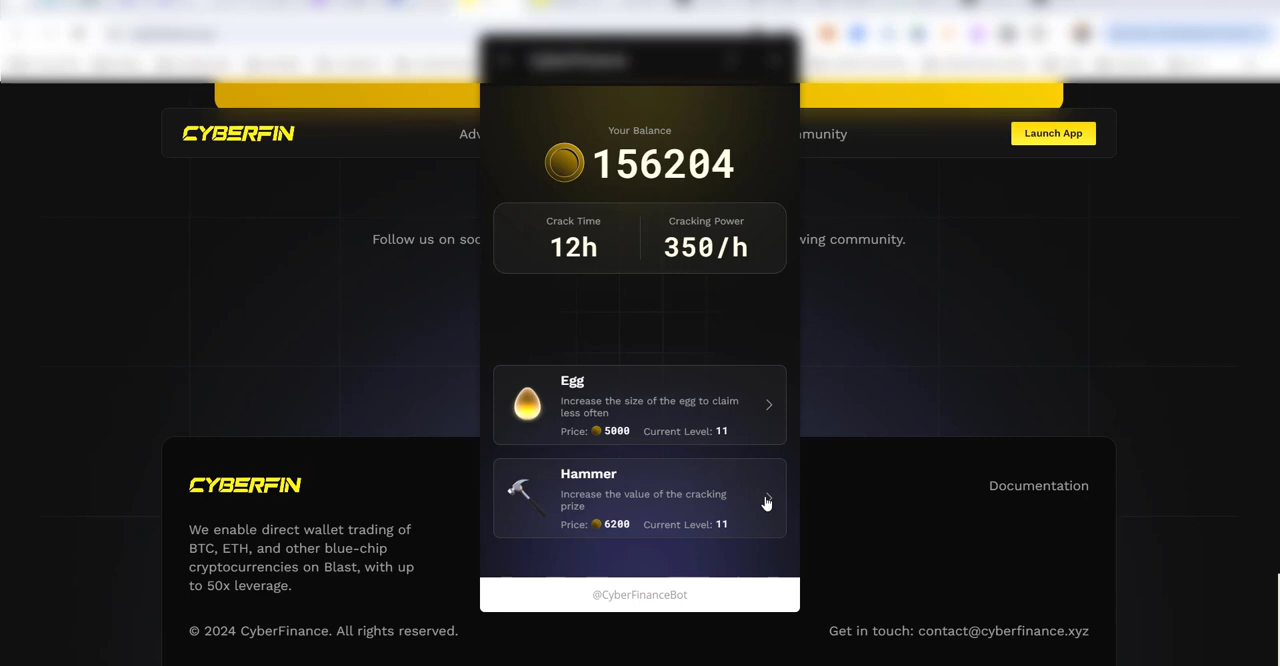 CYBERFIN
Launch App
Follow us on
wing community.
Your Balance
156204
Crack Time
Cracking Power
12h
350/h
Egg
Increase the size of the egg to claim
less often
Price: 5000 Current Level: 11
Hammer
Increase the value of the cracking
prize
Price: 6200 Current Level: 11
@CyberFinanceBot
CYBERFIN
Documentation
We enable direct wallet trading of
BTC, ETH, and other blue-chip
cryptocurrencies on Blast, with up
to 50x leverage.
© 2024 CyberFinance. All rights reserved.
Get in touch: contact@cyberfinance.xyz